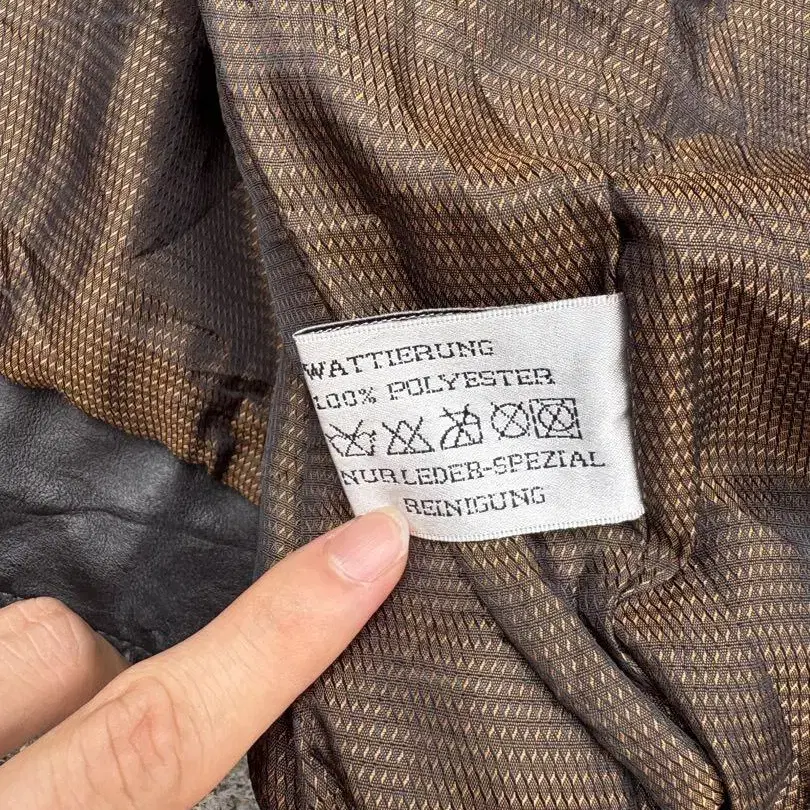 WATTIERUNG
100% POLYESTER
NUR LEDER-SPEZIAL
REINIGUNG